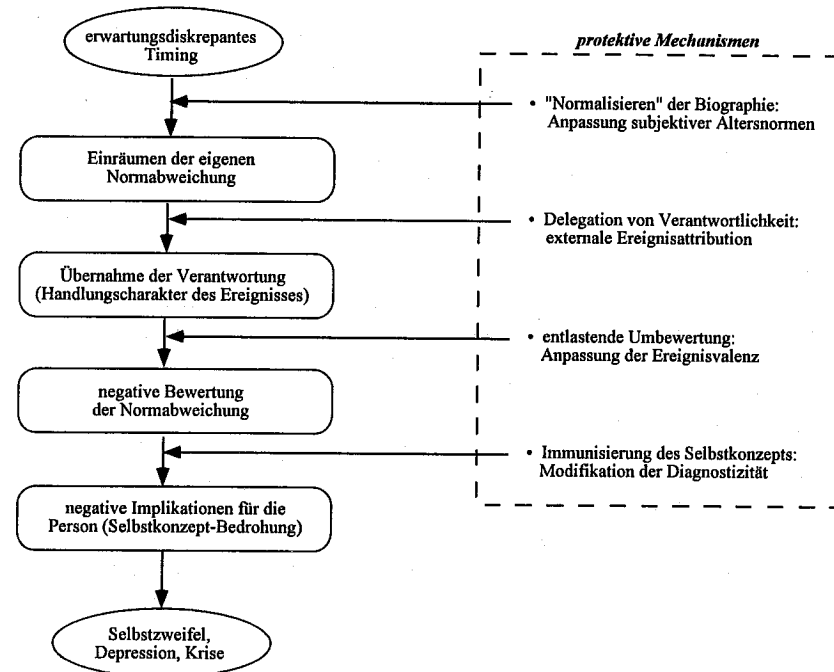 erwartungsdiskrepantes
Timing
protektive Mechismen
• "Normalisieren" der Biographie:
Anpassung subjektiver Altersnormen
Einräumen der eigenen
Normabweichung
• Delegation von Verantwortlichkeit:
externale Ereignisattribution
Übernahme der Verantwortung
(Handlungscharakter des Ereignisses)
• entlastende Umbewertung:
Anpassung der Ereignisvalenz
negative Bewertung
der Normabweichung
• Immunisierung des Selbstkonzepts:
Modifikation der Diagnostizität
negative Implikationen für die
Person (Selbstkonzept-Bedrohung)
Selbstzweifel,
Depression, Krise